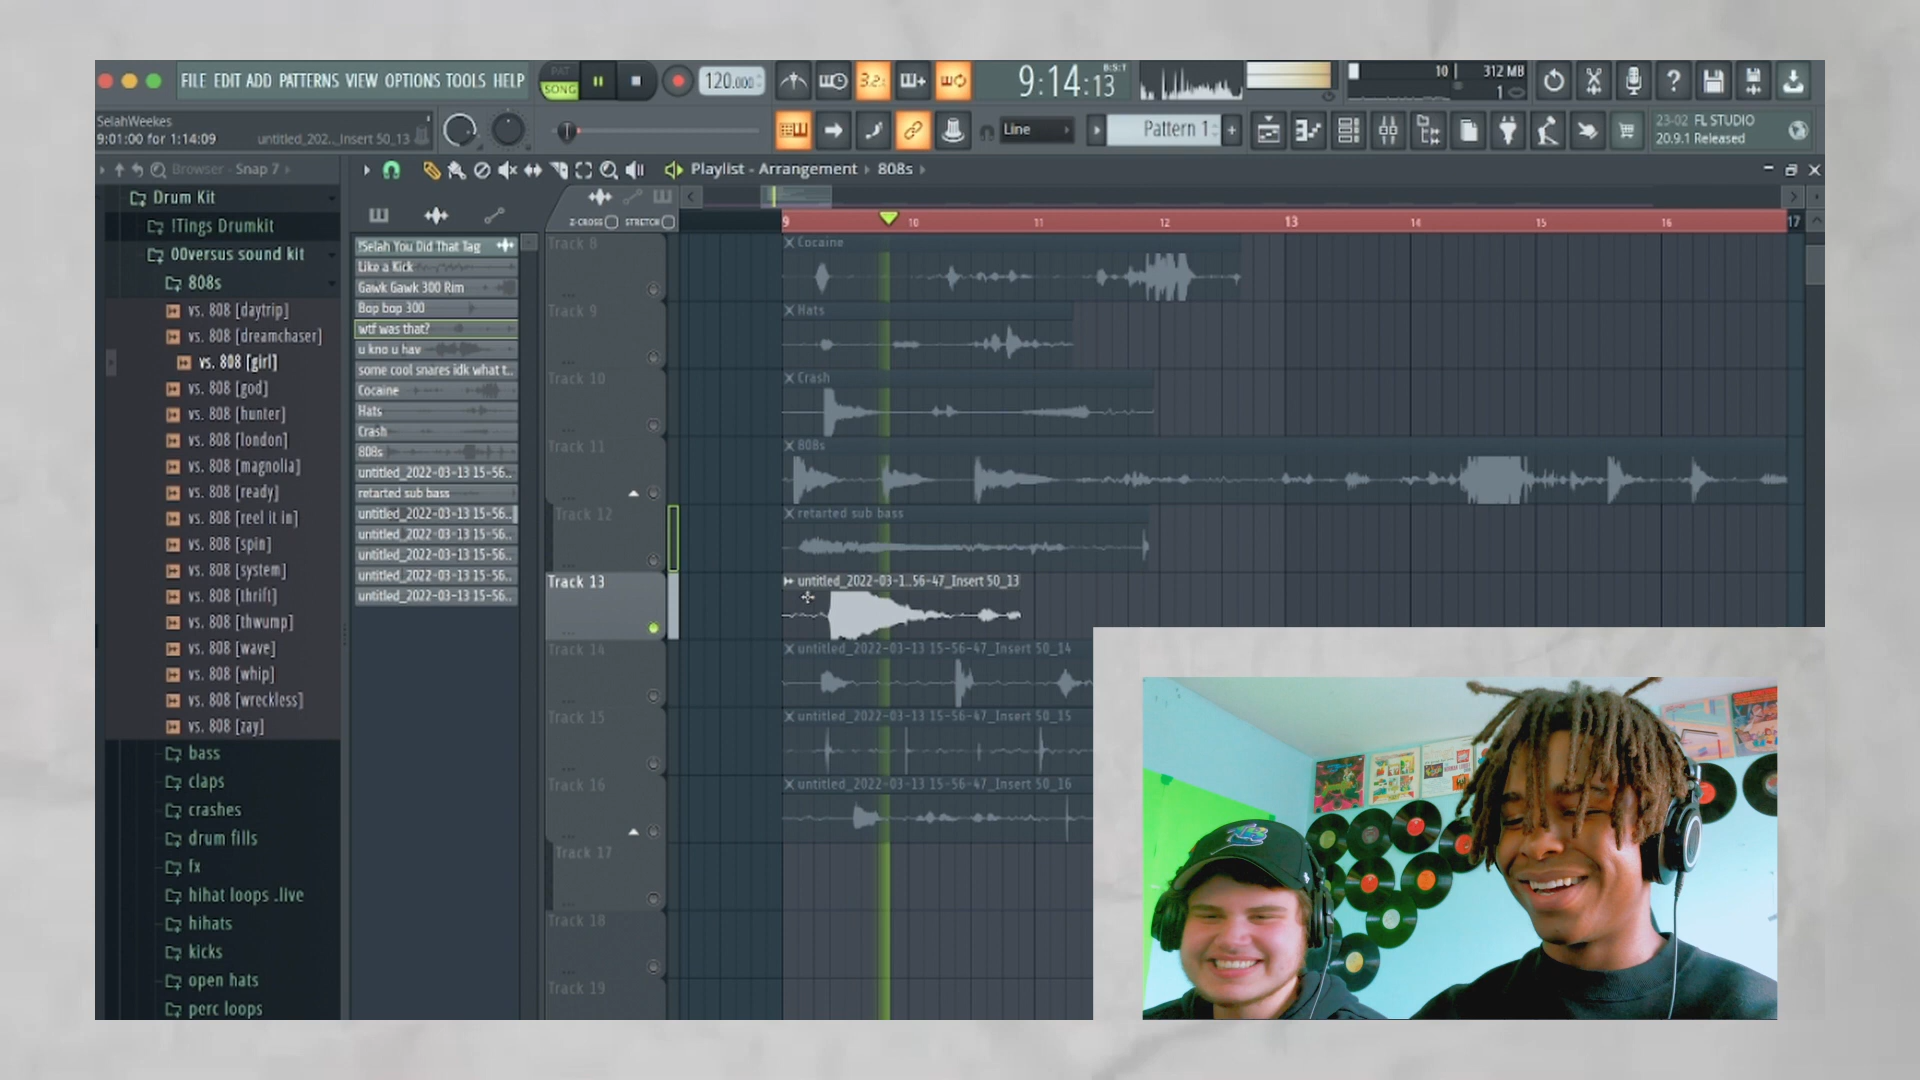 FILE EDIT ADD PATTERNS VIEW OPTIONS TOOLS HELP
PAT
SONG
120.000
3.2.
9:14:13
B:S:T
10
312 MB
1
SelahWeekes
9:01:00 for 1:14:09
untitled_202.._Insert 50_13
Line
Pattern 1
+
23-02 FL STUDIO
20.9.1 Released
Browser - Snap 7
Playlist - Arrangement
808s
Drum Kit
!Tings Drumkit
00versus sound kit
808s
vs. 808 [daytrip]
vs. 808 [dreamchaser]
vs. 808 [girl]
vs. 808 [god]
vs. 808 [hunter]
vs. 808 [london]
vs. 808 [magnolia]
vs. 808 [ready]
vs. 808 [reel it in]
vs. 808 [spin]
vs. 808 [system]
vs. 808 [thrift]
vs. 808 [thwump]
vs. 808 [wave]
vs. 808 [whip]
vs. 808 [wreckless]
vs. 808 [zay]
bass
claps
crashes
drum fills
fx
hihat loops .live
hihats
kicks
open hats
perc loops
!Selah You Did That Tag
Like a Kick
Gawk Gawk 300 Rim
Bop bop 300
wtf was that?
u kno u hav
some cool snares idk what t..
Cocaine
Hats
Crash
808s
untitled_2022-03-13 15-56..
retarted sub bass
untitled_2022-03-13 15-56..
untitled_2022-03-13 15-56..
untitled_2022-03-13 15-56..
untitled_2022-03-13 15-56..
untitled_2022-03-13 15-56..
Z-CROSS
STRETCH
9 10 11 12 13 14 15 16 17
Track 8
Cocaine
Track 9
Hats
Track 10
Crash
Track 11
808s
Track 12
retarted sub bass
Track 13
untitled_2022-03-1..56-47_Insert 50_13
Track 14
untitled_2022-03-13 15-56-47_Insert 50_14
Track 15
untitled_2022-03-13 15-56-47_Insert 50_15
Track 16
untitled_2022-03-13 15-56-47_Insert 50_16
Track 17
Track 18
Track 19